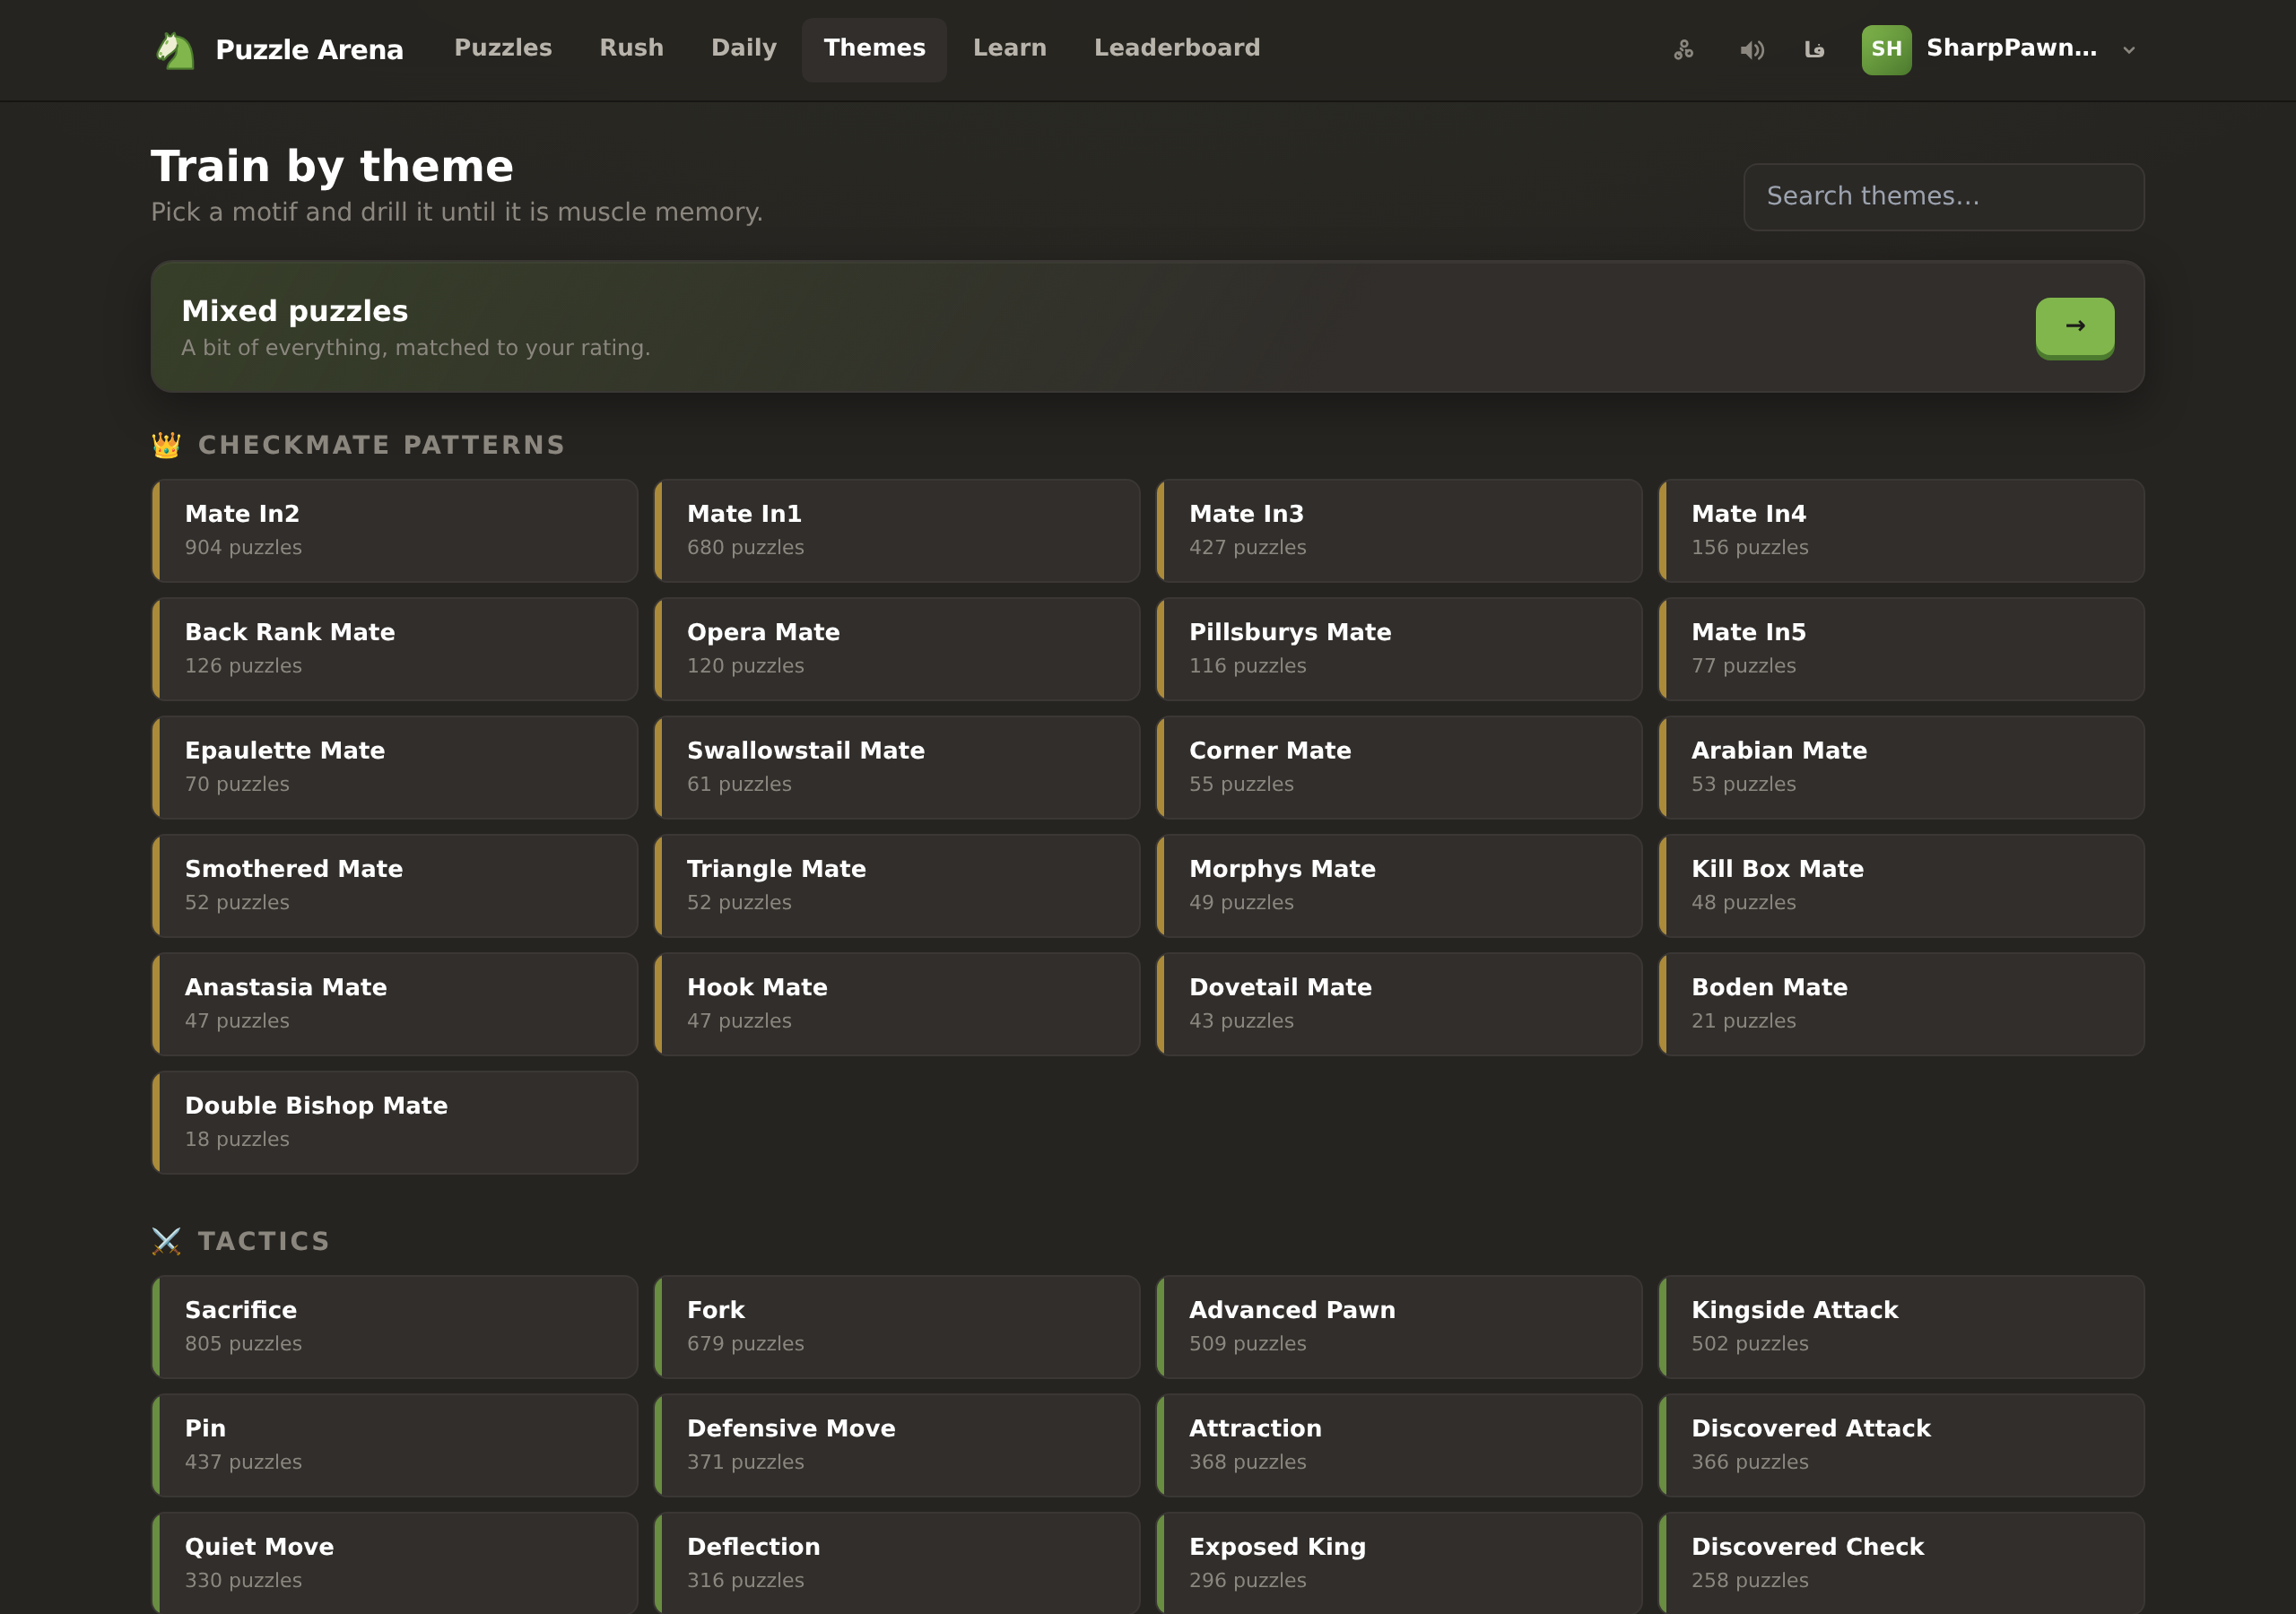 Puzzle Arena
Puzzles
Rush
Daily
Themes
Learn
Leaderboard
فا
SH
SharpPawn...
Train by theme
Pick a motif and drill it until it is muscle memory.
Search themes...
Mixed puzzles
A bit of everything, matched to your rating.
→
CHECKMATE PATTERNS
Mate In2
904 puzzles
Mate In1
680 puzzles
Mate In3
427 puzzles
Mate In4
156 puzzles
Back Rank Mate
126 puzzles
Opera Mate
120 puzzles
Pillsburys Mate
116 puzzles
Mate In5
77 puzzles
Epaulette Mate
70 puzzles
Swallowstail Mate
61 puzzles
Corner Mate
55 puzzles
Arabian Mate
53 puzzles
Smothered Mate
52 puzzles
Triangle Mate
52 puzzles
Morphys Mate
49 puzzles
Kill Box Mate
48 puzzles
Anastasia Mate
47 puzzles
Hook Mate
47 puzzles
Dovetail Mate
43 puzzles
Boden Mate
21 puzzles
Double Bishop Mate
18 puzzles
TACTICS
Sacrifice
805 puzzles
Fork
679 puzzles
Advanced Pawn
509 puzzles
Kingside Attack
502 puzzles
Pin
437 puzzles
Defensive Move
371 puzzles
Attraction
368 puzzles
Discovered Attack
366 puzzles
Quiet Move
330 puzzles
Deflection
316 puzzles
Exposed King
296 puzzles
Discovered Check
258 puzzles